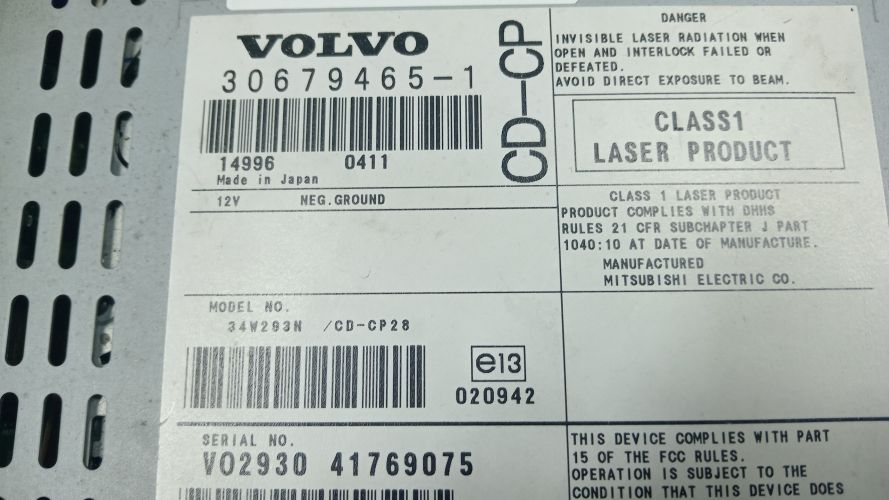 VOLVO
30679465-1
14996 0411
Made in Japan
CD-CP
12V NEG.GROUND
MODEL NO.
34W293N /CD-CP28
e13
020942
SERIAL NO.
VO2930 41769075
DANGER
INVISIBLE LASER RADIATION WHEN
OPEN AND INTERLOCK FAILED OR
DEFEATED.
AVOID DIRECT EXPOSURE TO BEAM.
CLASS1
LASER PRODUCT
CLASS 1 LASER PRODUCT
PRODUCT COMPLIES WITH DHHS
RULES 21 CFR SUBCHAPTER J PART
1040:10 AT DATE OF MANUFACTURE.
MANUFACTURED
MITSUBISHI ELECTRIC CO.
THIS DEVICE COMPLIES WITH PART
15 OF THE FCC RULES.
OPERATION IS SUBJECT TO THE
CONDITION THAT THIS DEVICE DOES